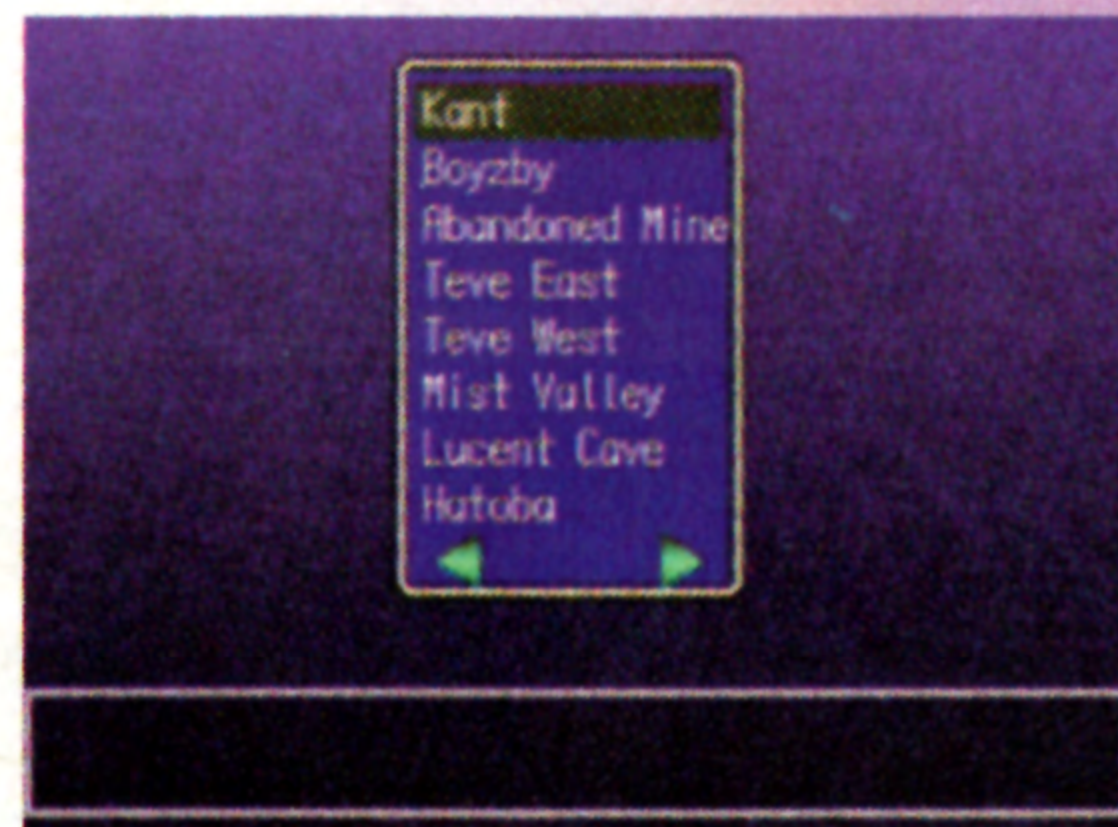 Kant
Boyzby
Abandoned Mine
Teve East
Teve West
Mist Valley
Lucent Cave
Hatoba